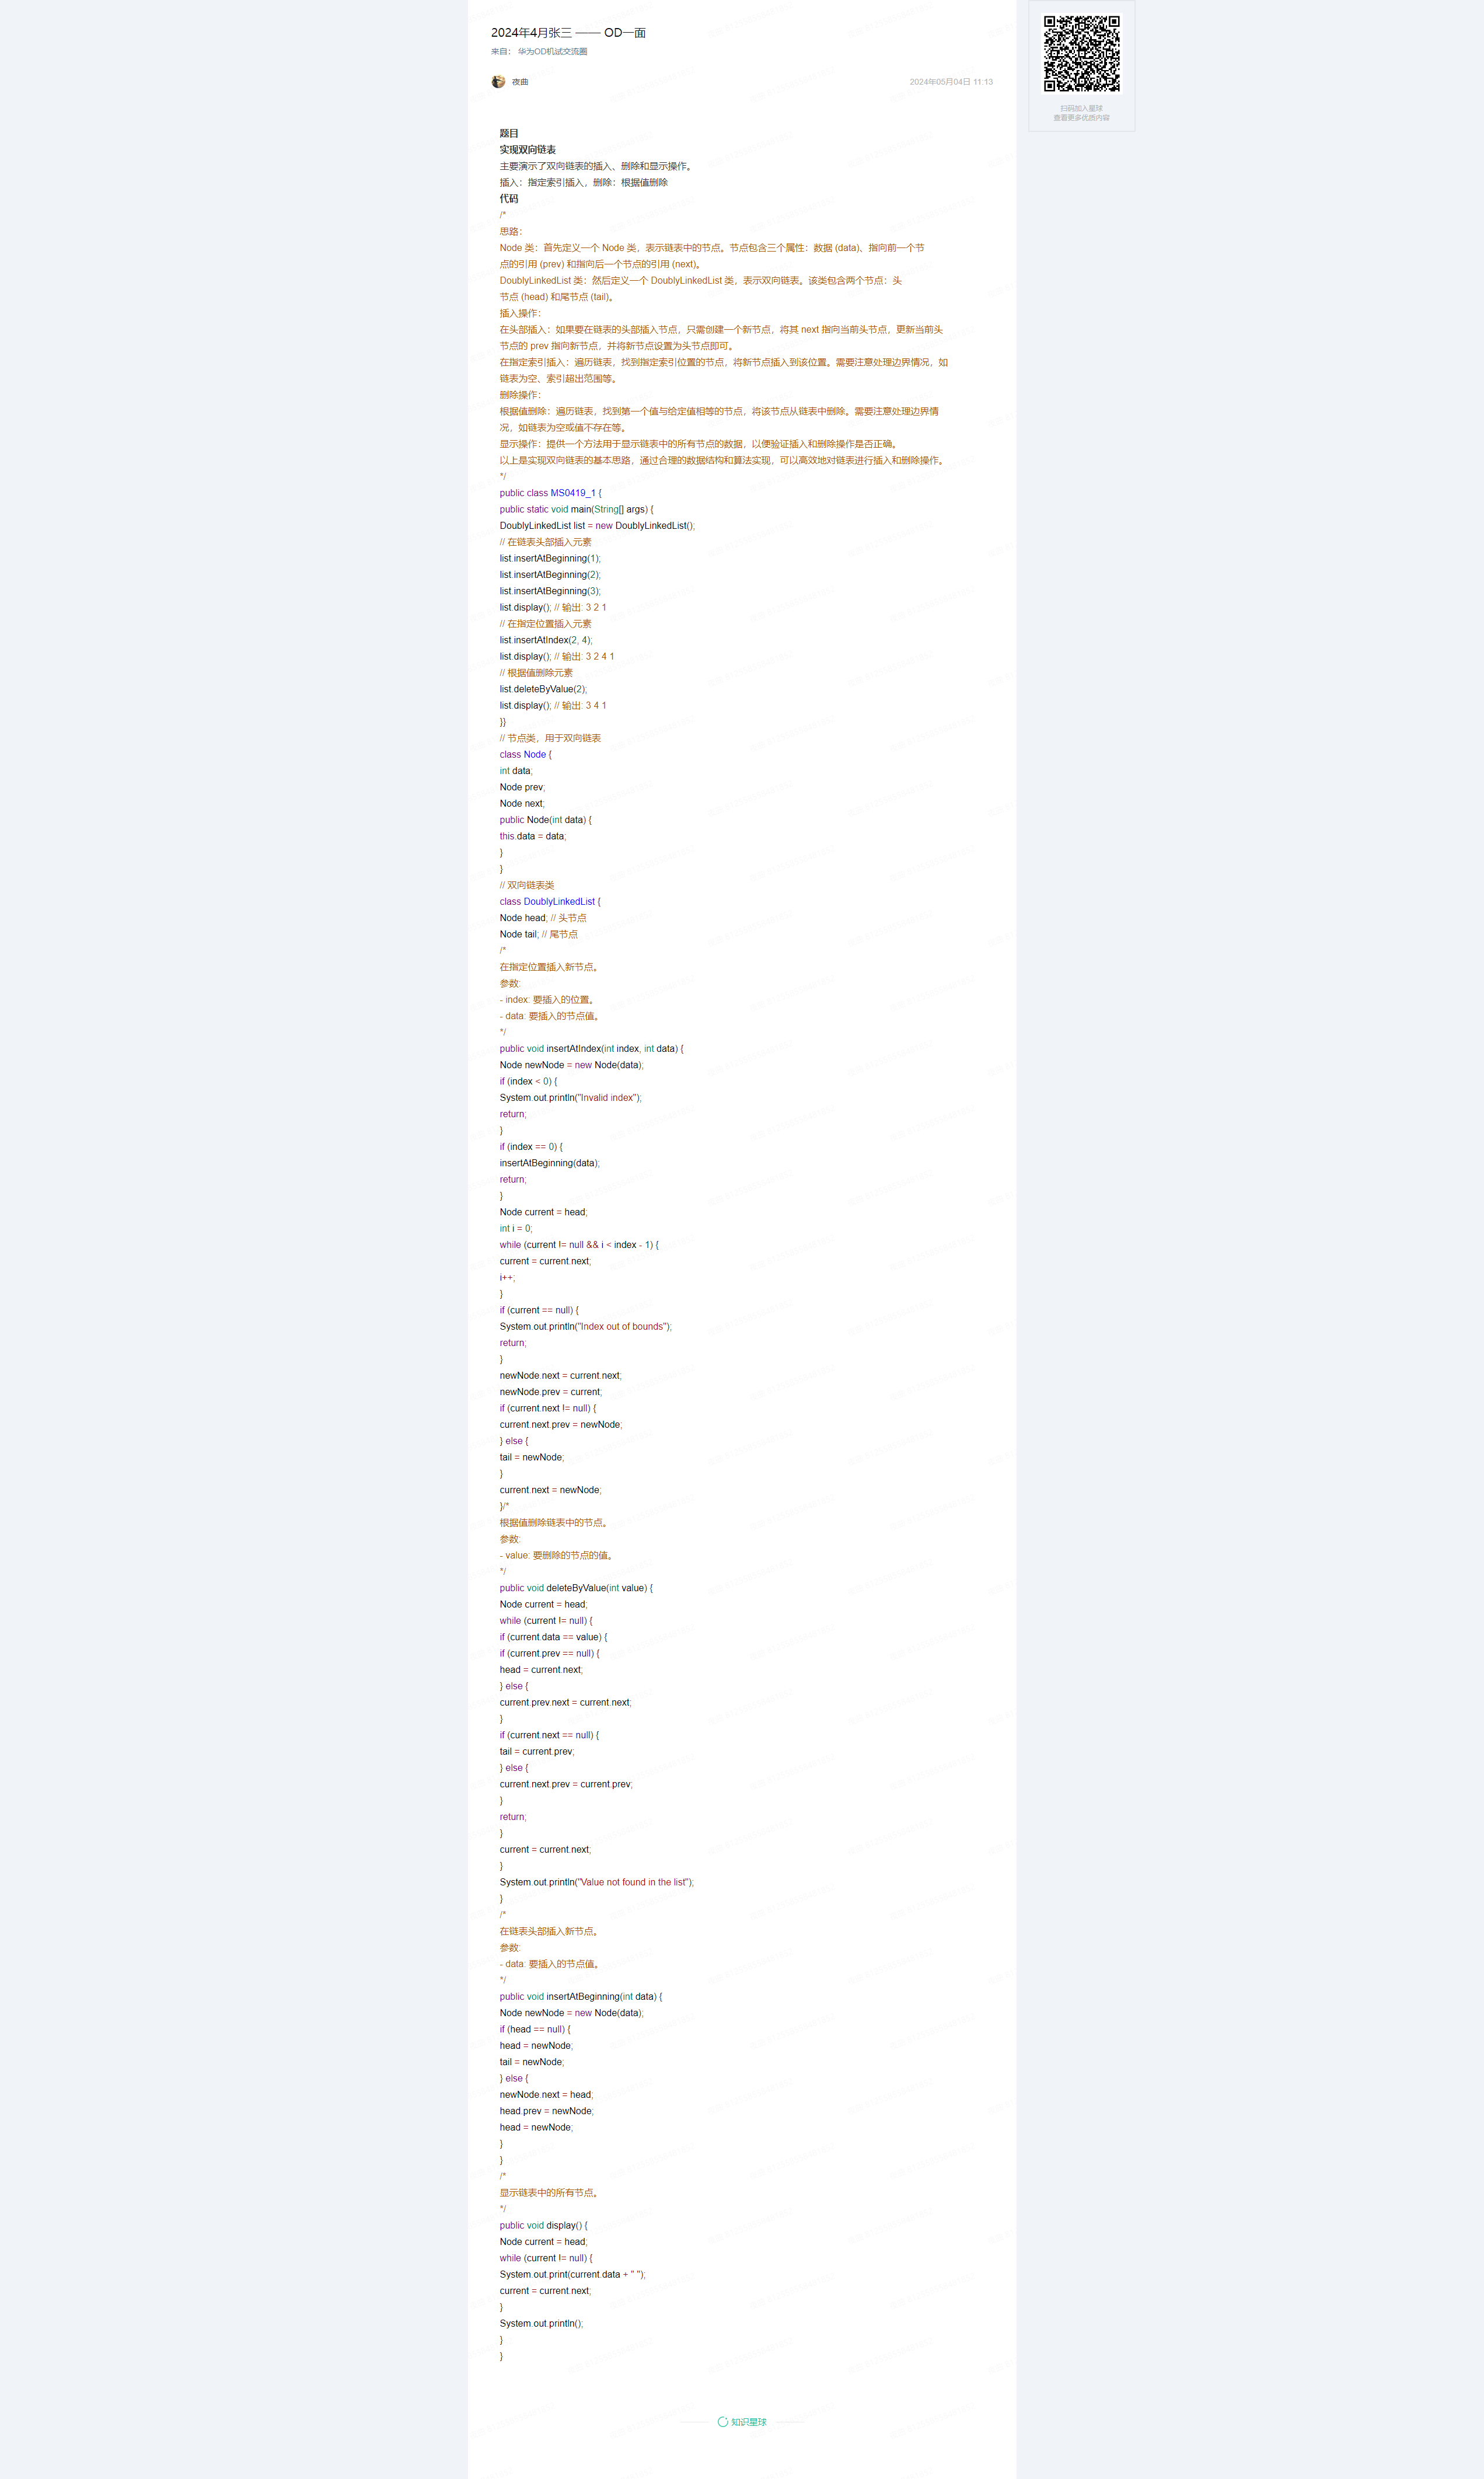 2024年4月张三 —— OD一面
来自： 华为OD机试交流圈
夜曲
2024年05月04日 11:13
扫码加入星球
查看更多优质内容
题目
实现双向链表
主要演示了双向链表的插入、删除和显示操作。
插入：指定索引插入，删除：根据值删除
代码
/*
思路：
Node 类：首先定义一个 Node 类，表示链表中的节点。节点包含三个属性：数据 (data)、指向前一个节
点的引用 (prev) 和指向后一个节点的引用 (next)。
DoublyLinkedList 类：然后定义一个 DoublyLinkedList 类，表示双向链表。该类包含两个节点：头
节点 (head) 和尾节点 (tail)。
插入操作：
在头部插入：如果要在链表的头部插入节点，只需创建一个新节点，将其 next 指向当前头节点，更新当前头
节点的 prev 指向新节点，并将新节点设置为头节点即可。
在指定索引插入：遍历链表，找到指定索引位置的节点，将新节点插入到该位置。需要注意处理边界情况，如
链表为空、索引超出范围等。
删除操作：
根据值删除：遍历链表，找到第一个值与给定值相等的节点，将该节点从链表中删除。需要注意处理边界情
况，如链表为空或值不存在等。
显示操作：提供一个方法用于显示链表中的所有节点的数据，以便验证插入和删除操作是否正确。
以上是实现双向链表的基本思路，通过合理的数据结构和算法实现，可以高效地对链表进行插入和删除操作。
*/
public class MS0419_1 {
public static void main(String[] args) {
DoublyLinkedList list = new DoublyLinkedList();
// 在链表头部插入元素
list.insertAtBeginning(1);
list.insertAtBeginning(2);
list.insertAtBeginning(3);
list.display(); // 输出: 3 2 1
// 在指定位置插入元素
list.insertAtIndex(2, 4);
list.display(); // 输出: 3 2 4 1
// 根据值删除元素
list.deleteByValue(2);
list.display(); // 输出: 3 4 1
}}
// 节点类，用于双向链表
class Node {
int data;
Node prev;
Node next;
public Node(int data) {
this.data = data;
}
}
// 双向链表类
class DoublyLinkedList {
Node head; // 头节点
Node tail; // 尾节点
/*
在指定位置插入新节点。
参数:
- index: 要插入的位置。
- data: 要插入的节点值。
*/
public void insertAtIndex(int index, int data) {
Node newNode = new Node(data);
if (index < 0) {
System.out.println("Invalid index");
return;
}
if (index == 0) {
insertAtBeginning(data);
return;
}
Node current = head;
int i = 0;
while (current != null && i < index - 1) {
current = current.next;
i++;
}
if (current == null) {
System.out.println("Index out of bounds");
return;
}
newNode.next = current.next;
newNode.prev = current;
if (current.next != null) {
current.next.prev = newNode;
} else {
tail = newNode;
}
current.next = newNode;
}/*
根据值删除链表中的节点。
参数:
- value: 要删除的节点的值。
*/
public void deleteByValue(int value) {
Node current = head;
while (current != null) {
if (current.data == value) {
if (current.prev == null) {
head = current.next;
} else {
current.prev.next = current.next;
}
if (current.next == null) {
tail = current.prev;
} else {
current.next.prev = current.prev;
}
return;
}
current = current.next;
}
System.out.println("Value not found in the list");
}
/*
在链表头部插入新节点。
参数:
- data: 要插入的节点值。
*/
public void insertAtBeginning(int data) {
Node newNode = new Node(data);
if (head == null) {
head = newNode;
tail = newNode;
} else {
newNode.next = head;
head.prev = newNode;
head = newNode;
}
}
/*
显示链表中的所有节点。
*/
public void display() {
Node current = head;
while (current != null) {
System.out.print(current.data + " ");
current = current.next;
}
System.out.println();
}
}
知识星球